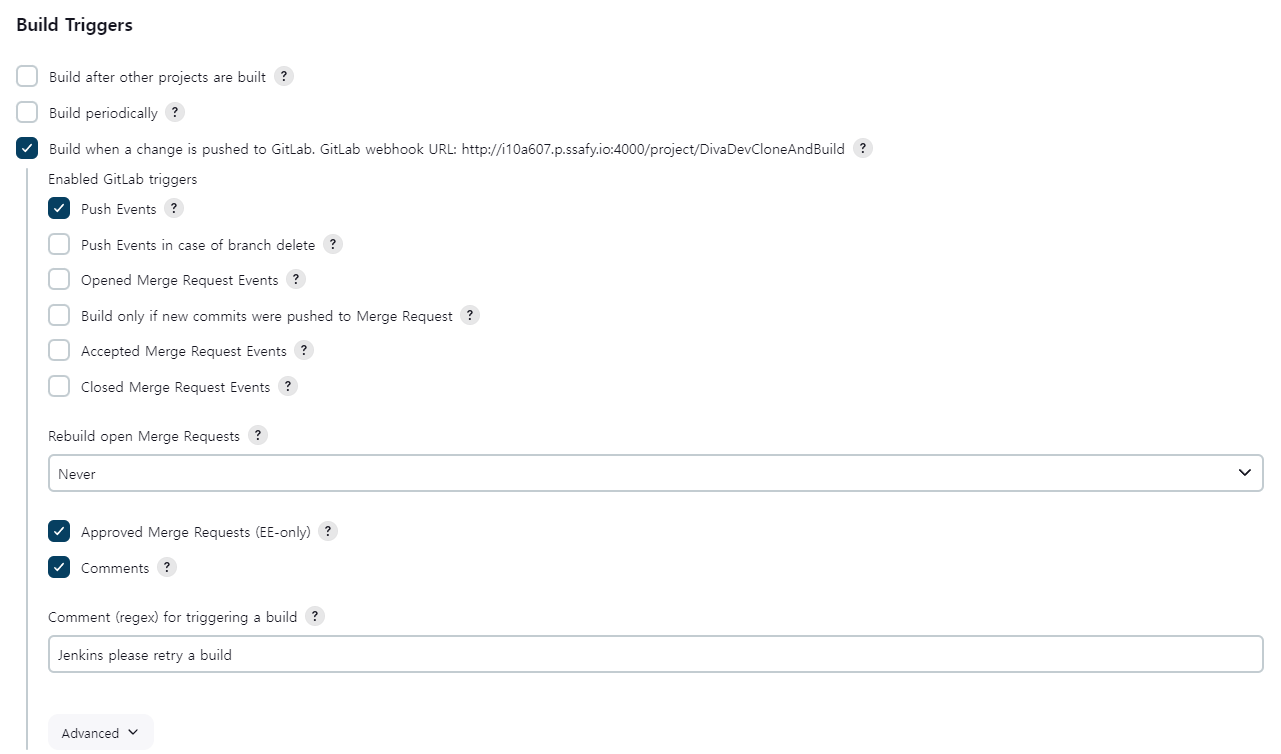 Build Triggers
Build after other projects are built ?
Build periodically ?
Build when a change is pushed to GitLab. GitLab webhook URL: http://i10a607.p.ssafy.io:4000/project/DivaDevCloneAndBuild ?
Enabled GitLab triggers
Push Events ?
Push Events in case of branch delete ?
Opened Merge Request Events ?
Build only if new commits were pushed to Merge Request ?
Accepted Merge Request Events ?
Closed Merge Request Events ?
Rebuild open Merge Requests ?
Never
Approved Merge Requests (EE-only) ?
Comments ?
Comment (regex) for triggering a build ?
Jenkins please retry a build
Advanced